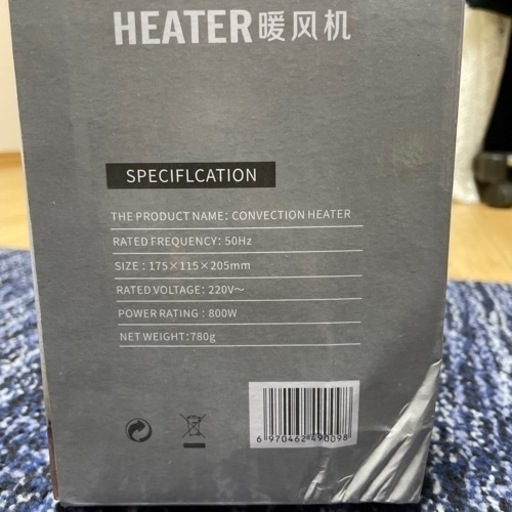 HEATER暖风机
SPECIFLCATION
THE PRODUCT NAME: CONVECTION HEATER
RATED FREQUENCY: 50Hz
SIZE : 175×115×205mm
RATED VOLTAGE: 220V～
POWER RATING : 800W
NET WEIGHT:780g
6 970462 490098